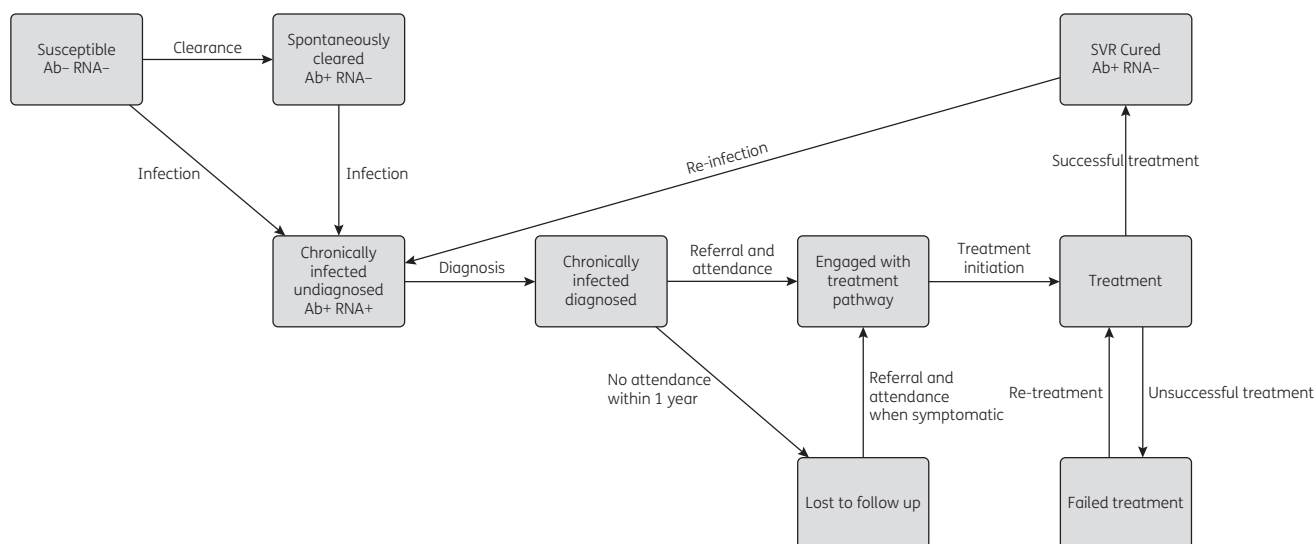 Susceptible
Ab– RNA–
Clearance
Spontaneously
cleared
Ab+ RNA–
SVR Cured
Ab+ RNA–
Infection
Infection
Re-infection
Successful treatment
Chronically
infected
undiagnosed
Ab+ RNA+
Diagnosis
Chronically
infected
diagnosed
Referral and
attendance
Engaged with
treatment
pathway
Treatment
initiation
Treatment
No attendance
within 1 year
Referral and
attendance
when symptomatic
Re-treatment
Unsuccessful treatment
Lost to follow up
Failed treatment